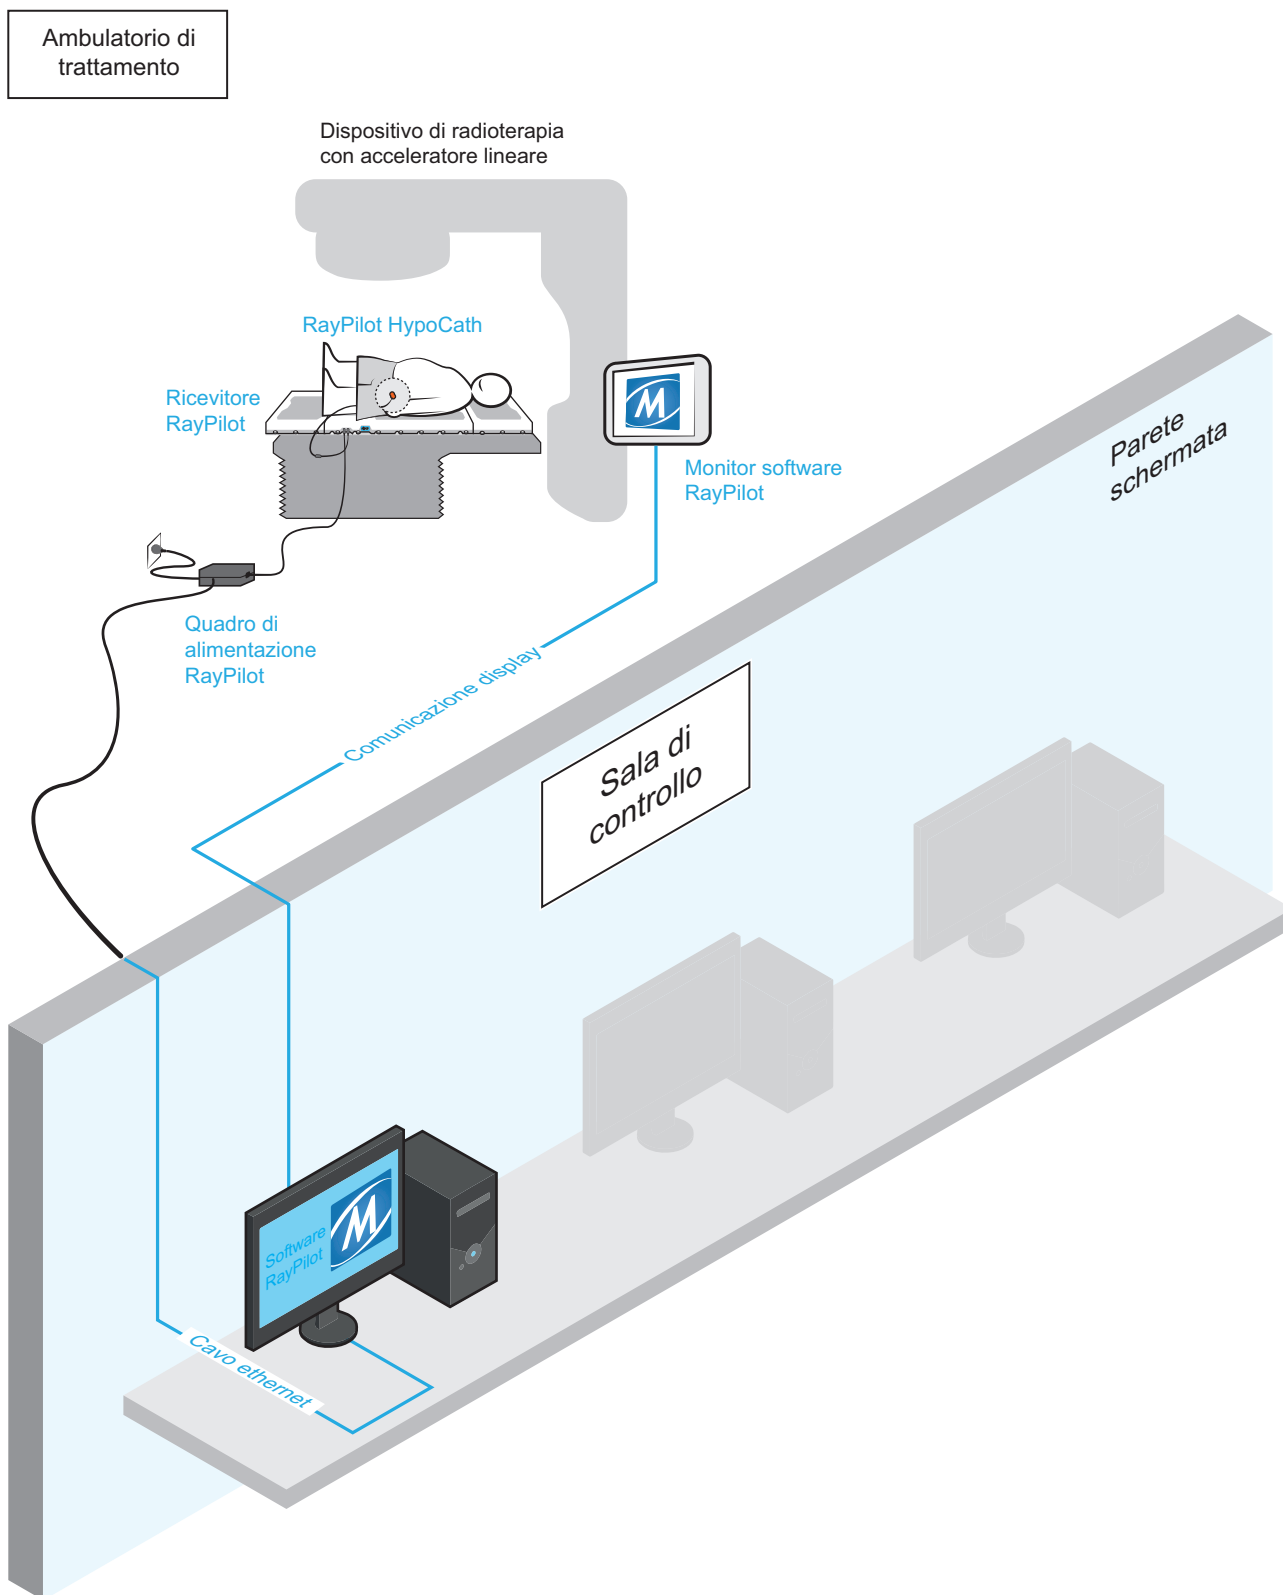 Ambulatorio di
trattamento
Dispositivo di radioterapia
con acceleratore lineare
RayPilot HypoCath
Ricevitore
RayPilot
M
Monitor software
RayPilot
Parete
schermata
Quadro di
alimentazione
RayPilot
Comunicazione display
Sala di
controllo
Software
RayPilot
M
Cavo ethernet